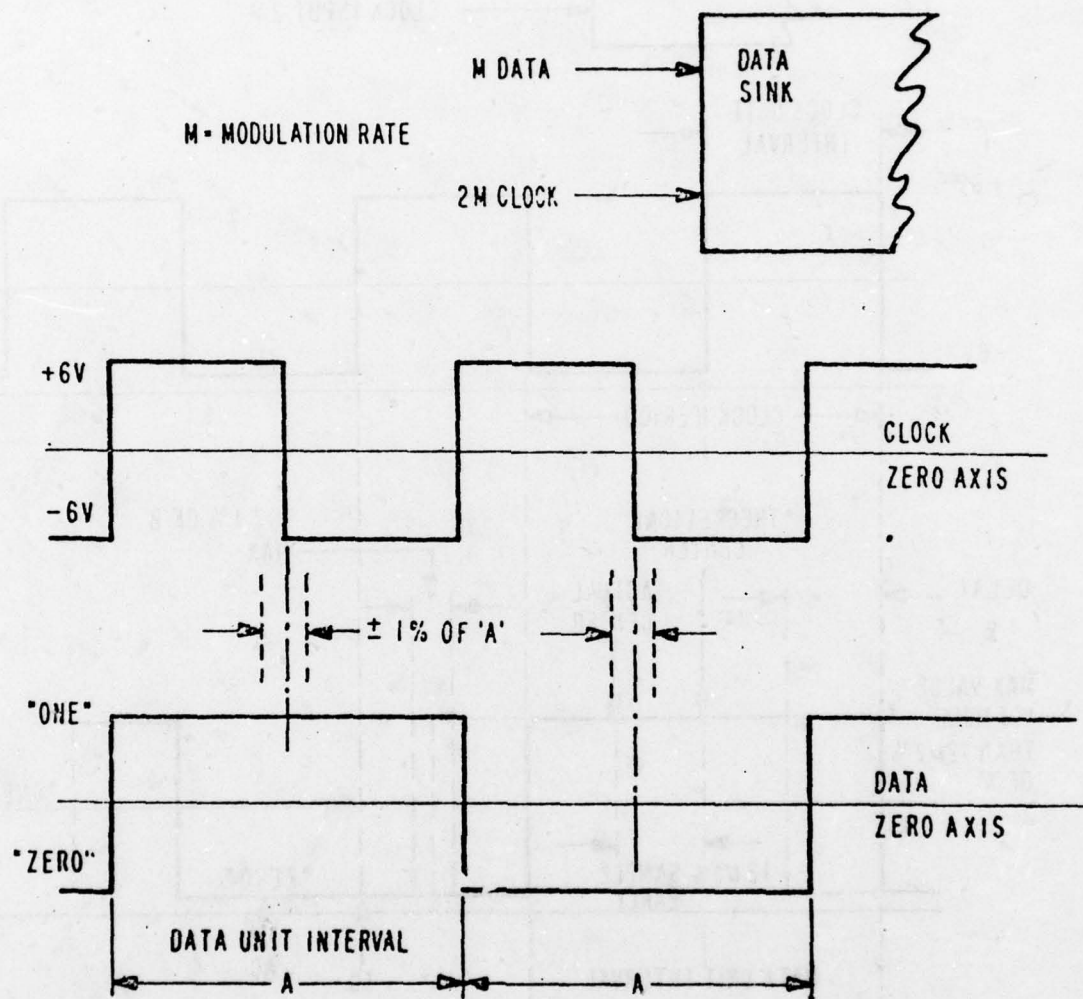 M DATA
DATA
SINK
M = MODULATION RATE
2M CLOCK
+6V
CLOCK
ZERO AXIS
-6V
± 1% OF 'A'
"ONE"
DATA
ZERO AXIS
"ZERO"
DATA UNIT INTERVAL
A
A